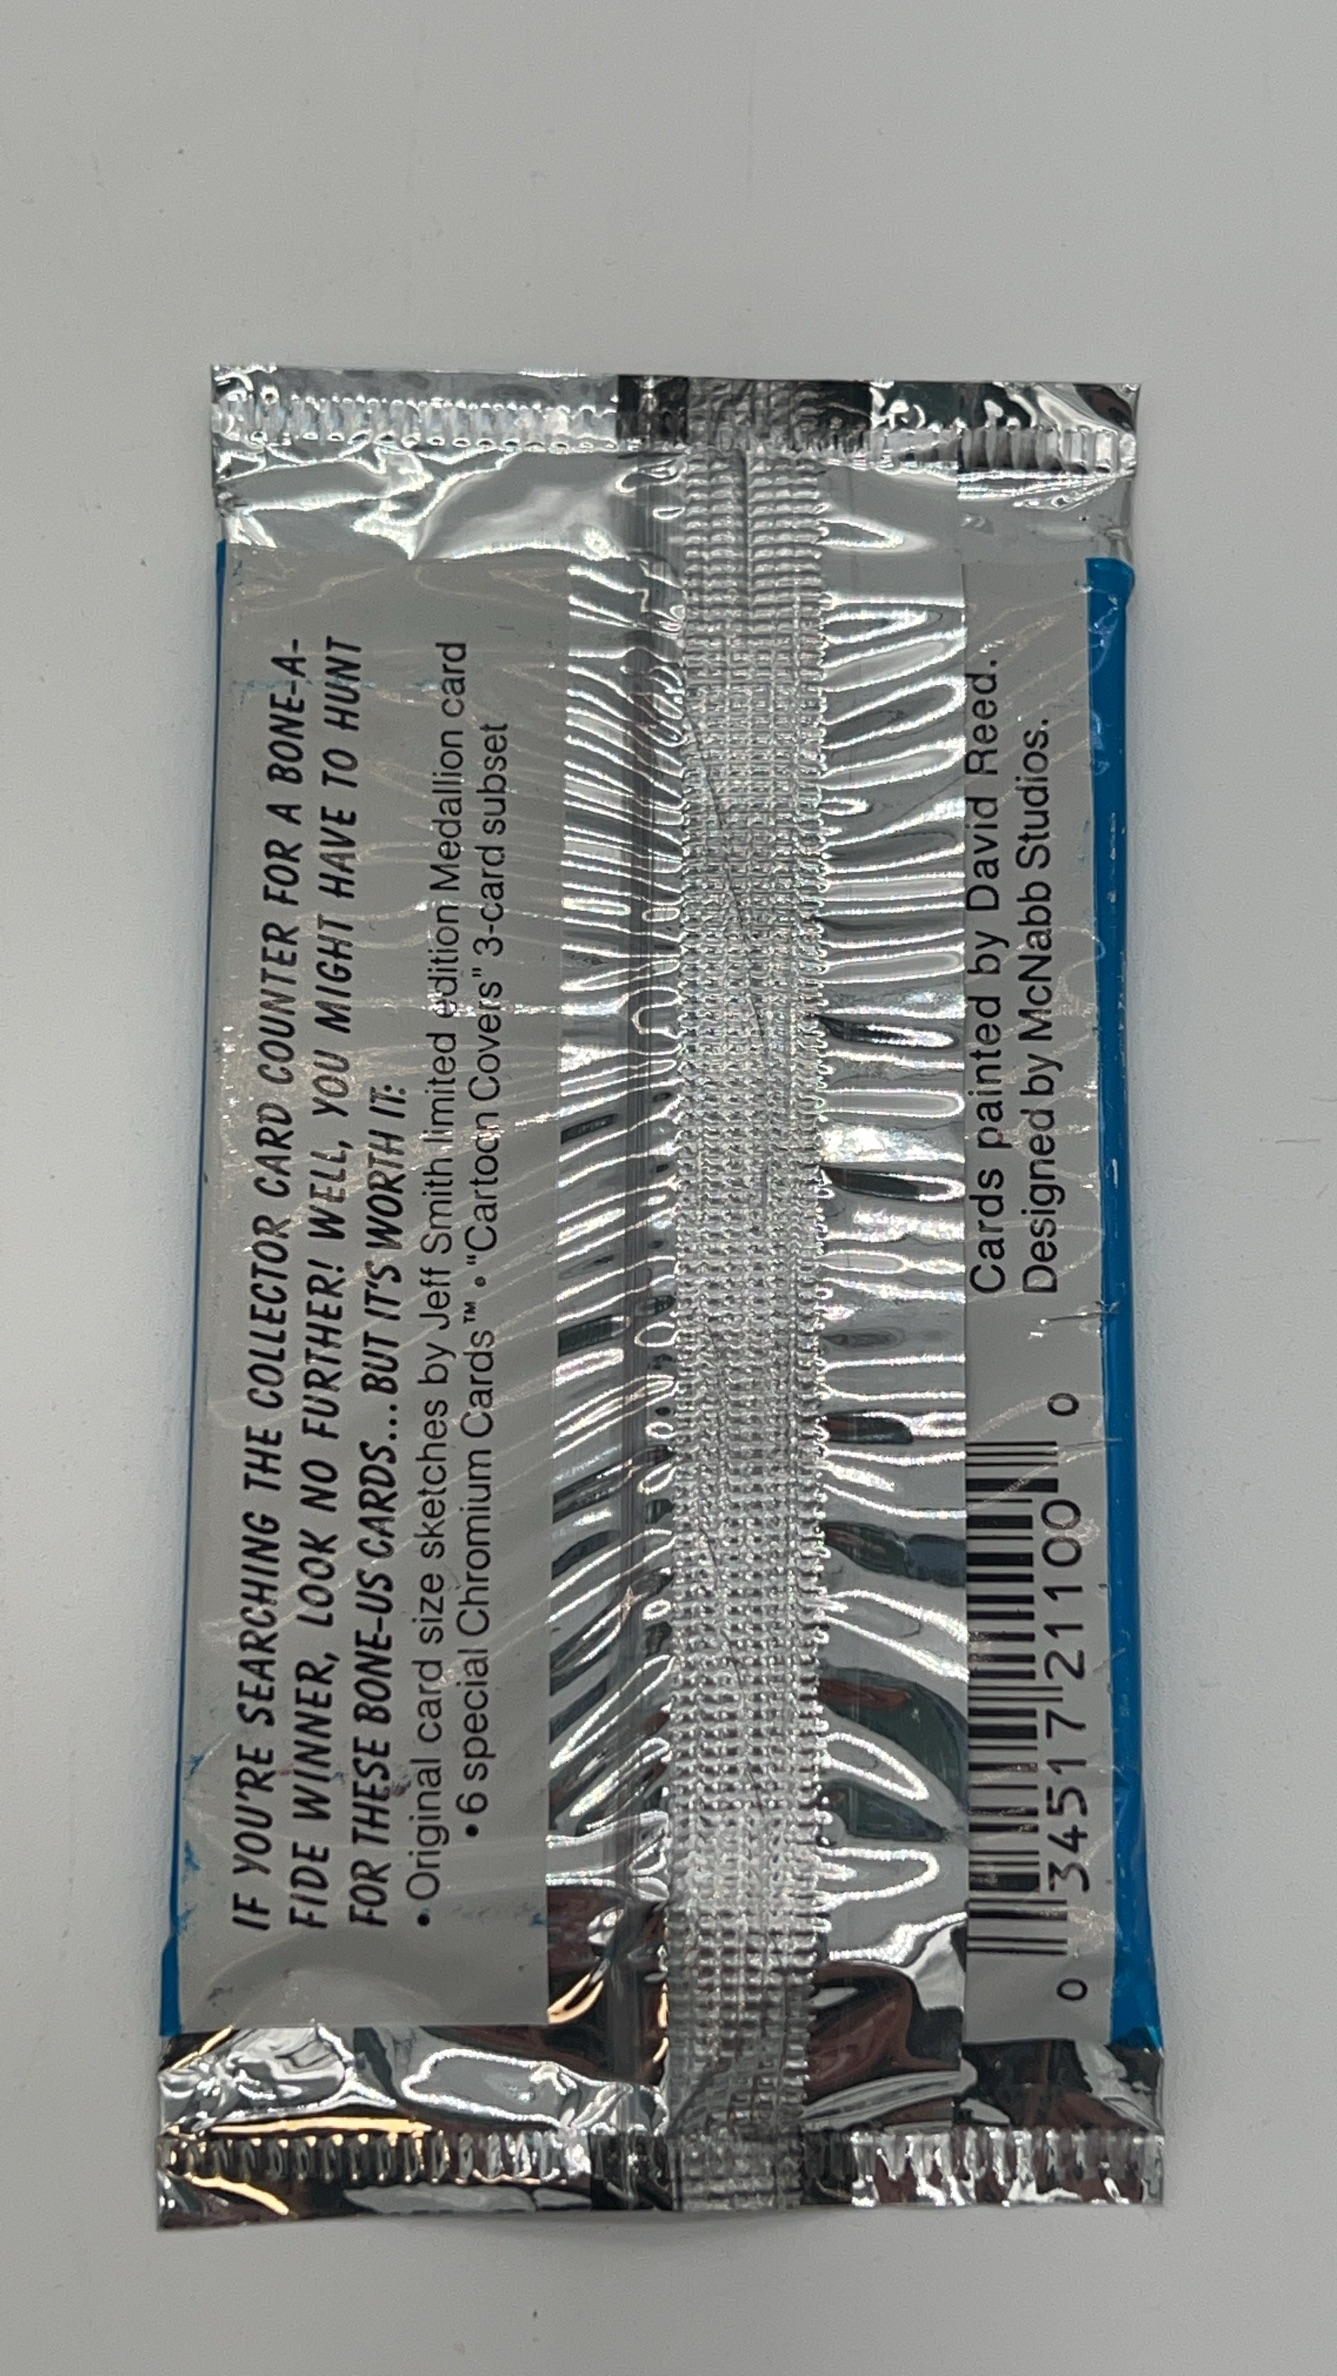 IF YOU'RE SEARCHING THE COLLECTOR CARD COUNTER FOR A BONE-A-
FIDE WINNER, LOOK NO FURTHER! WELL, YOU MIGHT HAVE TO HUNT
FOR THESE BONE-US CARDS... BUT IT'S WORTH IT:
• Original card size sketches by Jeff Smith limited edition Medallion card
• 6 special Chromium Cards™ • "Cartoon Covers" 3-card subset
Cards painted by David Reed.
Designed by McNabb Studios.
0 34517 21100 0